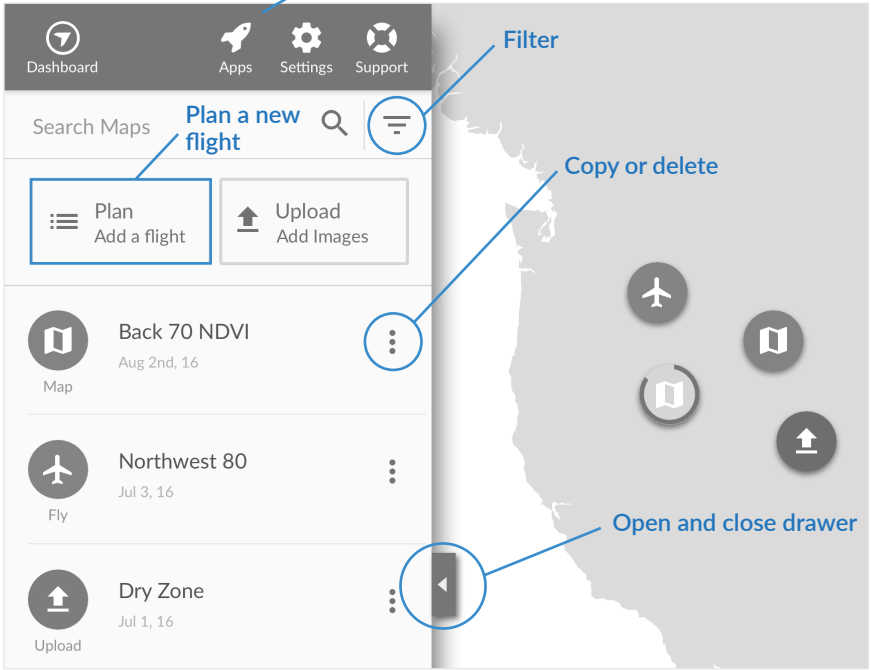 Dashboard
Apps
Settings
Support
Filter
Search Maps
Plan a new
flight
Copy or delete
Plan
Add a flight
Upload
Add Images
Back 70 NDVI
Aug 2nd, 16
Map
Northwest 80
Jul 3, 16
Fly
Open and close drawer
Dry Zone
Jul 1, 16
Upload